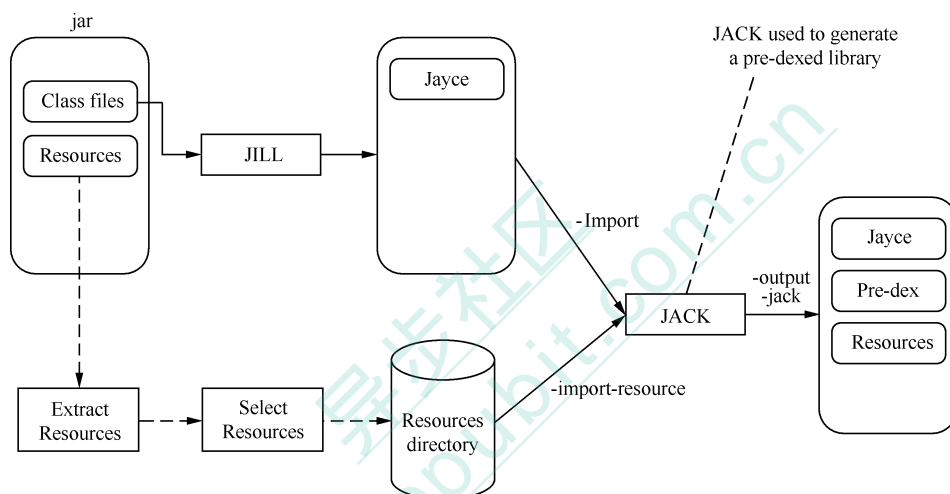 jar
Class files
Resources
JILL
Jayce
-Import
JACK used to generate
a pre-dexed library
JACK
-output
-jack
Jayce
Pre-dex
Resources
Extract
Resources
Select
Resources
Resources
directory
-import-resource
异步社区
epubit.com.cn